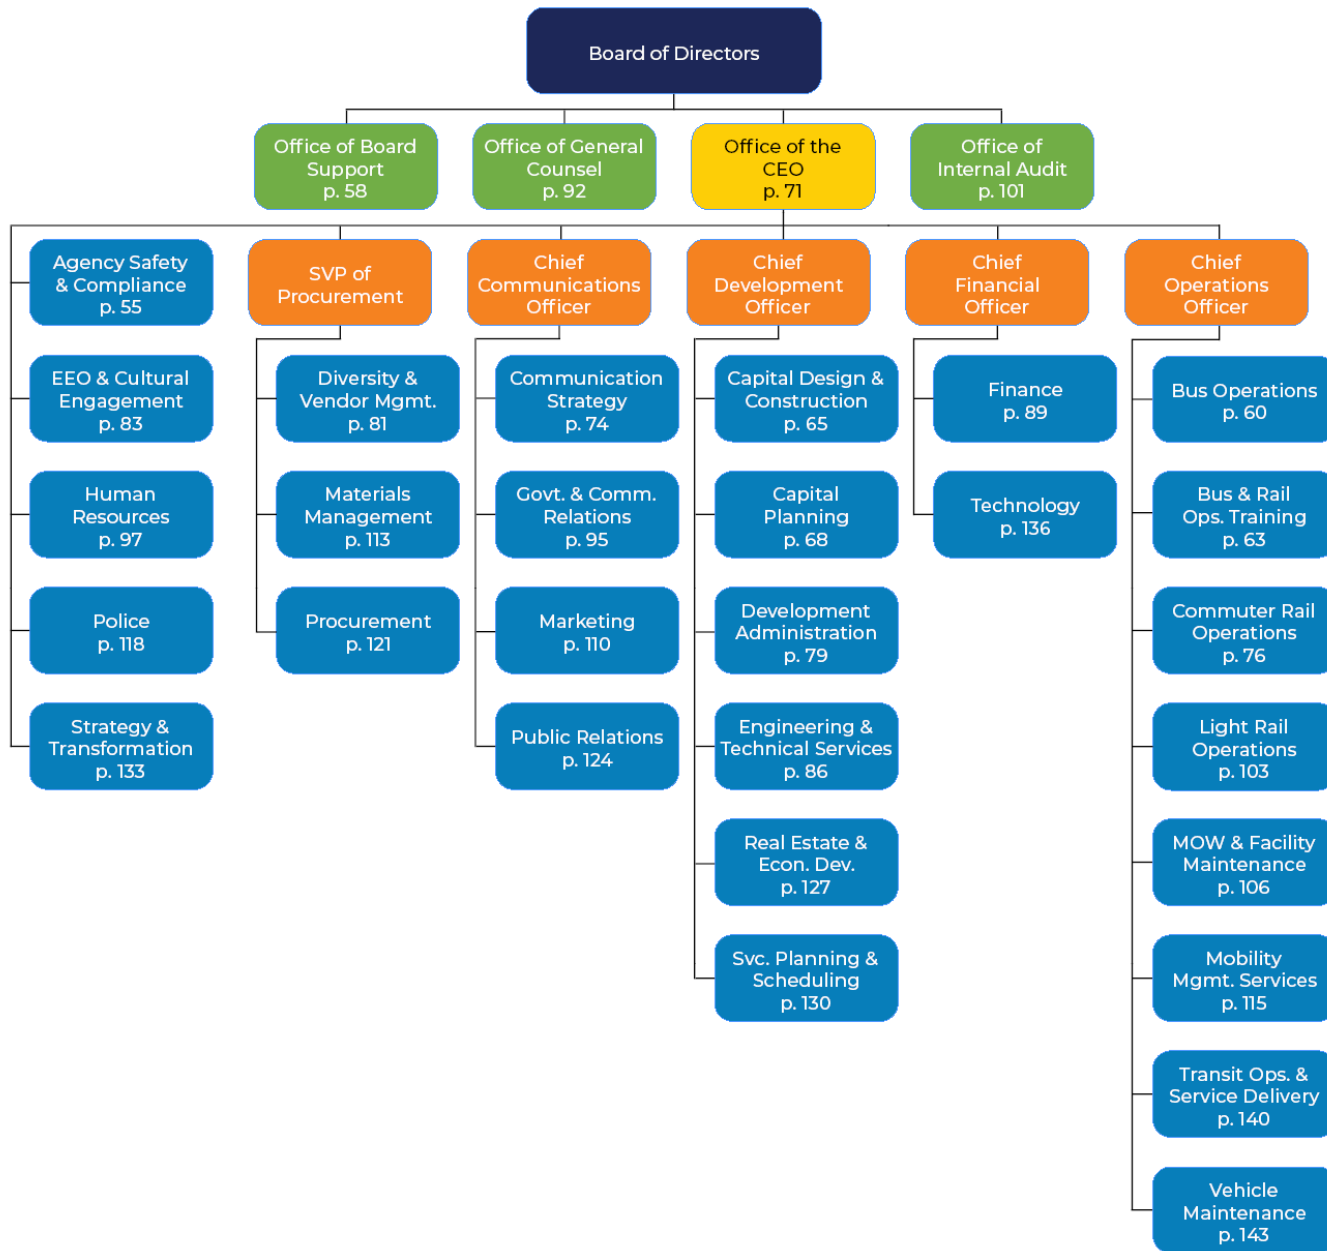 Board of Directors
Office of Board
Support
p. 58
Office of General
Counsel
p. 92
Office of the
CEO
p. 71
Office of
Internal Audit
p. 101
Agency Safety
& Compliance
p. 55
EEO & Cultural
Engagement
p. 83
Human
Resources
p. 97
Police
p. 118
Strategy &
Transformation
p. 133
SVP of
Procurement
Diversity &
Vendor Mgmt.
p. 81
Materials
Management
p. 113
Procurement
p. 121
Chief
Communications
Officer
Communication
Strategy
p. 74
Govt. & Comm.
Relations
p. 95
Marketing
p. 110
Public Relations
p. 124
Chief
Development
Officer
Capital Design &
Construction
p. 65
Capital
Planning
p. 68
Development
Administration
p. 79
Engineering &
Technical Services
p. 86
Real Estate &
Econ. Dev.
p. 127
Svc. Planning &
Scheduling
p. 130
Chief
Financial
Officer
Finance
p. 89
Technology
p. 136
Chief
Operations
Officer
Bus Operations
p. 60
Bus & Rail
Ops. Training
p. 63
Commuter Rail
Operations
p. 76
Light Rail
Operations
p. 103
MOW & Facility
Maintenance
p. 106
Mobility
Mgmt. Services
p. 115
Transit Ops. &
Service Delivery
p. 140
Vehicle
Maintenance
p. 143